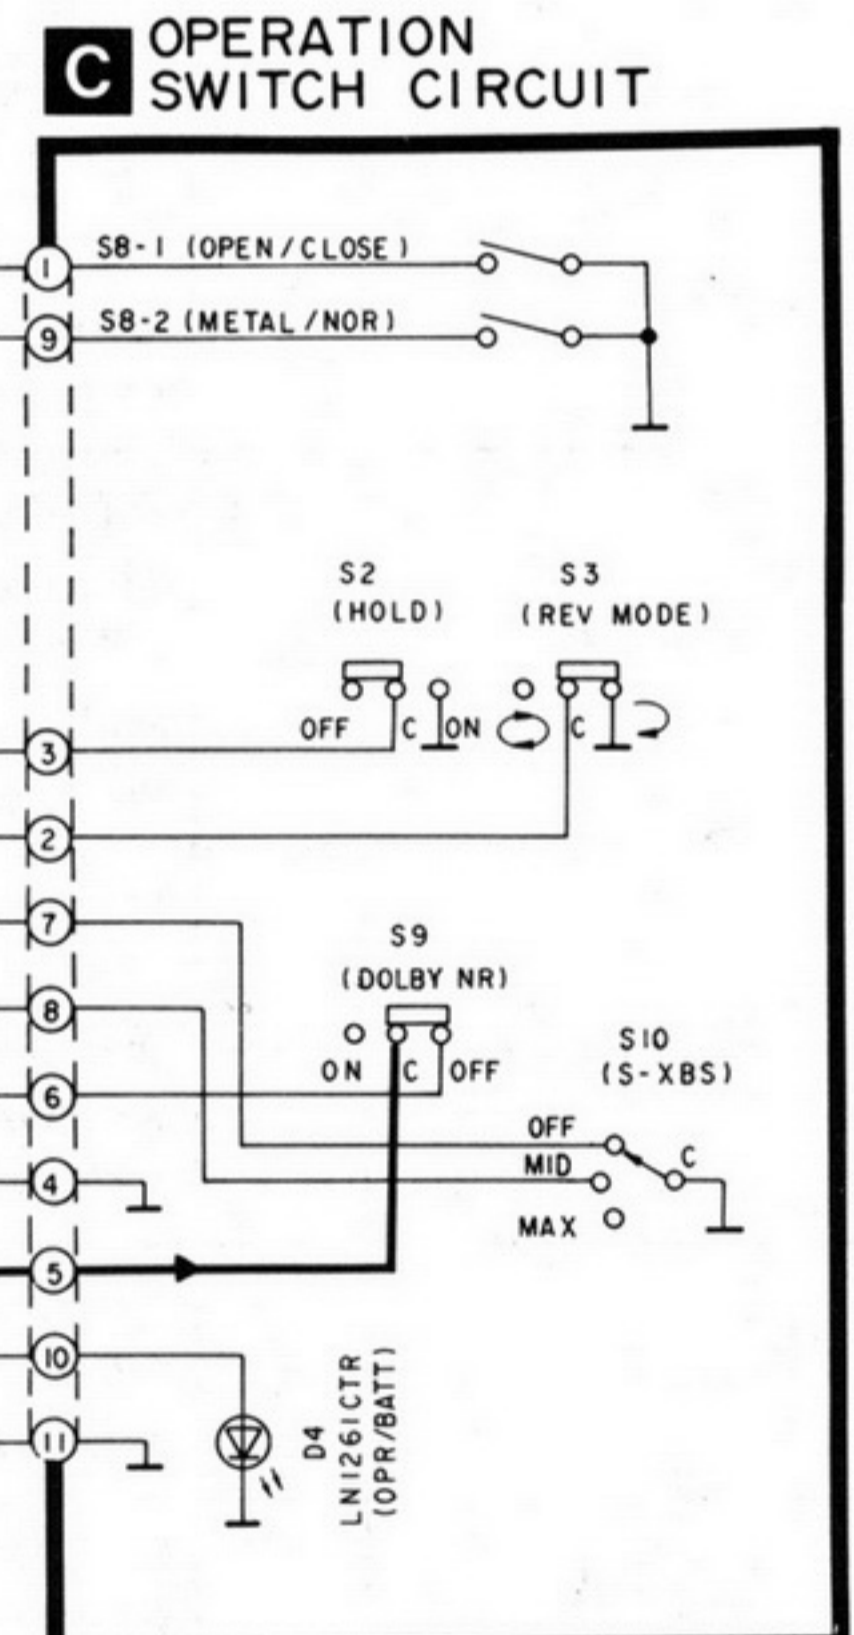 C OPERATION
SWITCH CIRCUIT
1 S8-1 (OPEN/CLOSE)
9 S8-2 (METAL/NOR)
S2 S3
(HOLD) (REV MODE)
OFF C ON C
3
2
7
S9
(DOLBY NR)
8
S10
(S-XBS)
ON C OFF
6
OFF
MID C
4
MAX
5
10
11
D4
LN1261CTR
(OPR/BATT)